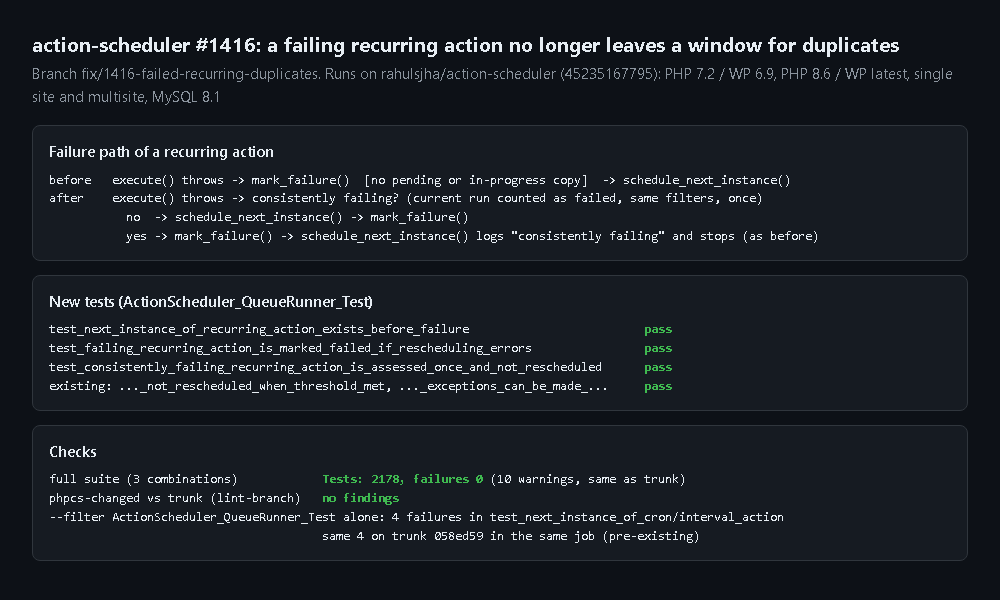 action-scheduler #1416: a failing recurring action no longer leaves a window for duplicates
Branch fix/1416-failed-recurring-duplicates. Runs on rahulsjha/action-scheduler (45235167795): PHP 7.2 / WP 6.9, PHP 8.6 / WP latest, single
site and multisite, MySQL 8.1
Failure path of a recurring action
before execute() throws -> mark_failure() [no pending or in-progress copy] -> schedule_next_instance()
after execute() throws -> consistently failing? (current run counted as failed, same filters, once)
no -> schedule_next_instance() -> mark_failure()
yes -> mark_failure() -> schedule_next_instance() logs "consistently failing" and stops (as before)
New tests (ActionScheduler_QueueRunner_Test)
test_next_instance_of_recurring_action_exists_before_failure pass
test_failing_recurring_action_is_marked_failed_if_rescheduling_errors pass
test_consistently_failing_recurring_action_is_assessed_once_and_not_rescheduled pass
existing: ..._not_rescheduled_when_threshold_met, ..._exceptions_can_be_made_... pass
Checks
full suite (3 combinations) Tests: 2178, failures 0 (10 warnings, same as trunk)
phpcs-changed vs trunk (lint-branch) no findings
--filter ActionScheduler_QueueRunner_Test alone: 4 failures in test_next_instance_of_cron/interval_action
same 4 on trunk 058ed59 in the same job (pre-existing)